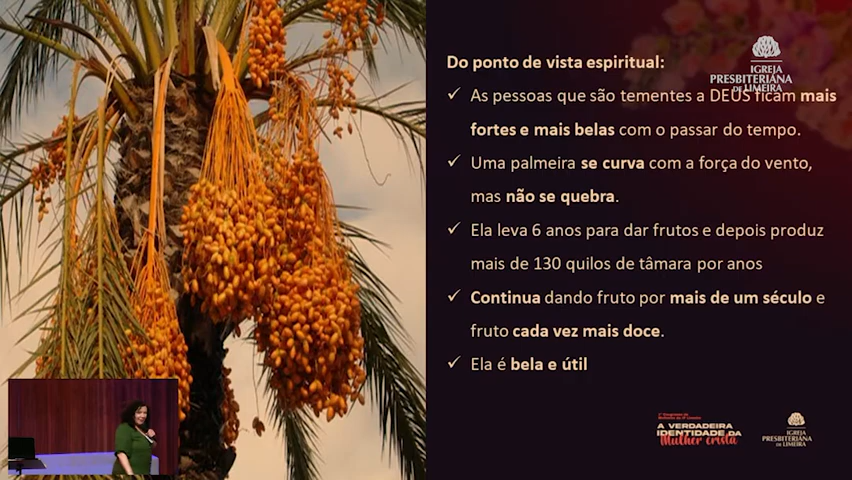 Do ponto de vista espiritual:
As pessoas que são tementes a DEUS ficam mais
fortes e mais belas com o passar do tempo.
Uma palmeira se curva com a força do vento,
mas não se quebra.
Ela leva 6 anos para dar frutos e depois produz
mais de 130 quilos de tâmara por anos
Continua dando fruto por mais de um século e
fruto cada vez mais doce.
Ela é bela e útil
IGREJA
PRESBITERIANA
DE LIMEIRA
A VERDADEIRA
IDENTIDADE DA
Mulher cristã
IGREJA
PRESBITERIANA
DE LIMEIRA